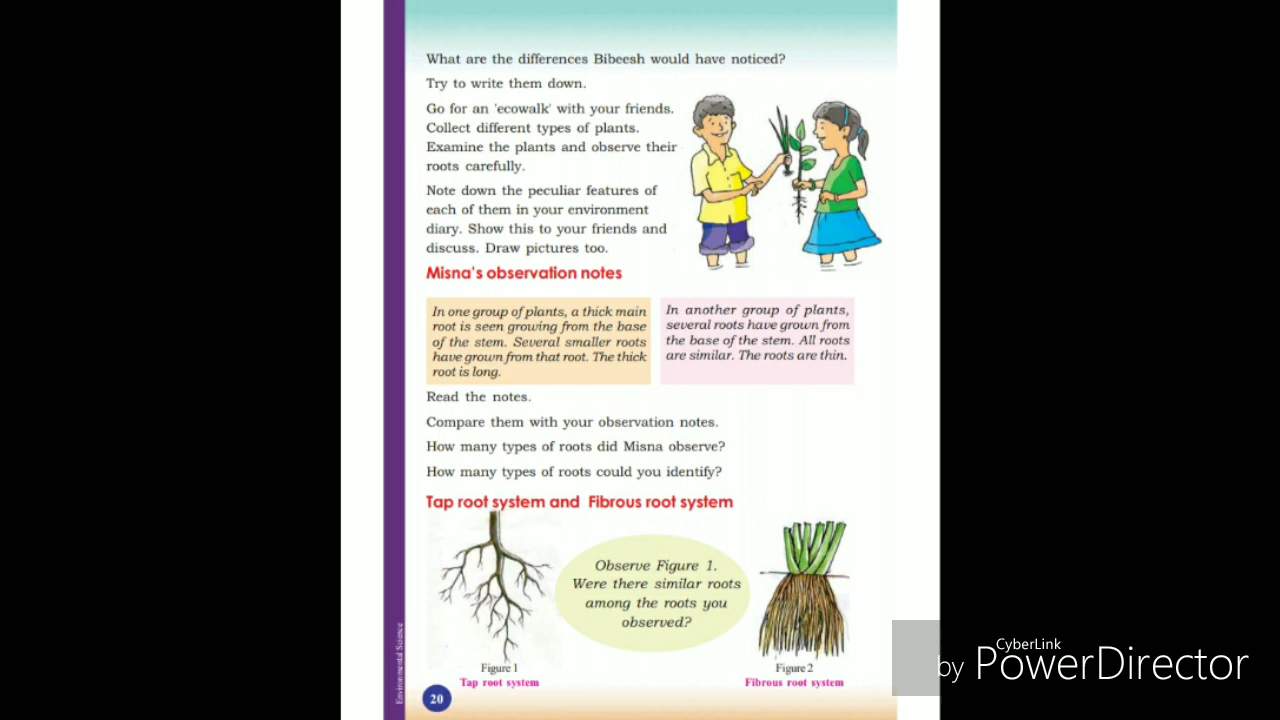 What are the differences Bibeesh would have noticed?
Try to write them down.
Go for an 'ecowalk' with your friends.
Collect different types of plants.
Examine the plants and observe their
roots carefully.
Note down the peculiar features of
each of them in your environment
diary. Show this to your friends and
discuss. Draw pictures too.
Misna's observation notes
In one group of plants, a thick main
root is seen growing from the base
of the stem. Several smaller roots
have grown from that root. The thick
root is long.
In another group of plants,
several roots have grown from
the base of the stem. All roots
are similar. The roots are thin.
Read the notes.
Compare them with your observation notes.
How many types of roots did Misna observe?
How many types of roots could you identify?
Tap root system and Fibrous root system
Observe Figure 1.
Were there similar roots
among the roots you
observed?
Figure 1
Tap root system
Figure 2
Fibrous root system
Environmental Science
20
CyberLink
by PowerDirector